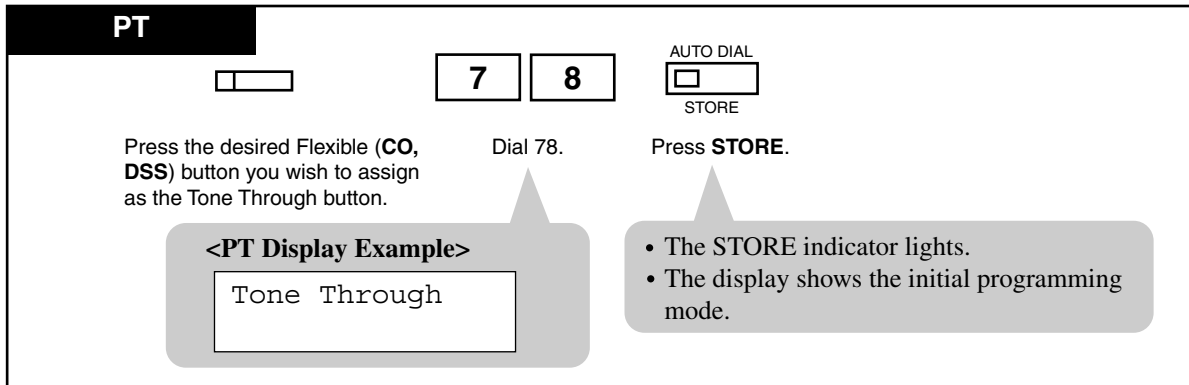 PT
7 8
AUTO DIAL
STORE
Press the desired Flexible (CO,
DSS) button you wish to assign
as the Tone Through button.
Dial 78.
Press STORE.
<PT Display Example>
Tone Through
• The STORE indicator lights.
• The display shows the initial programming
mode.